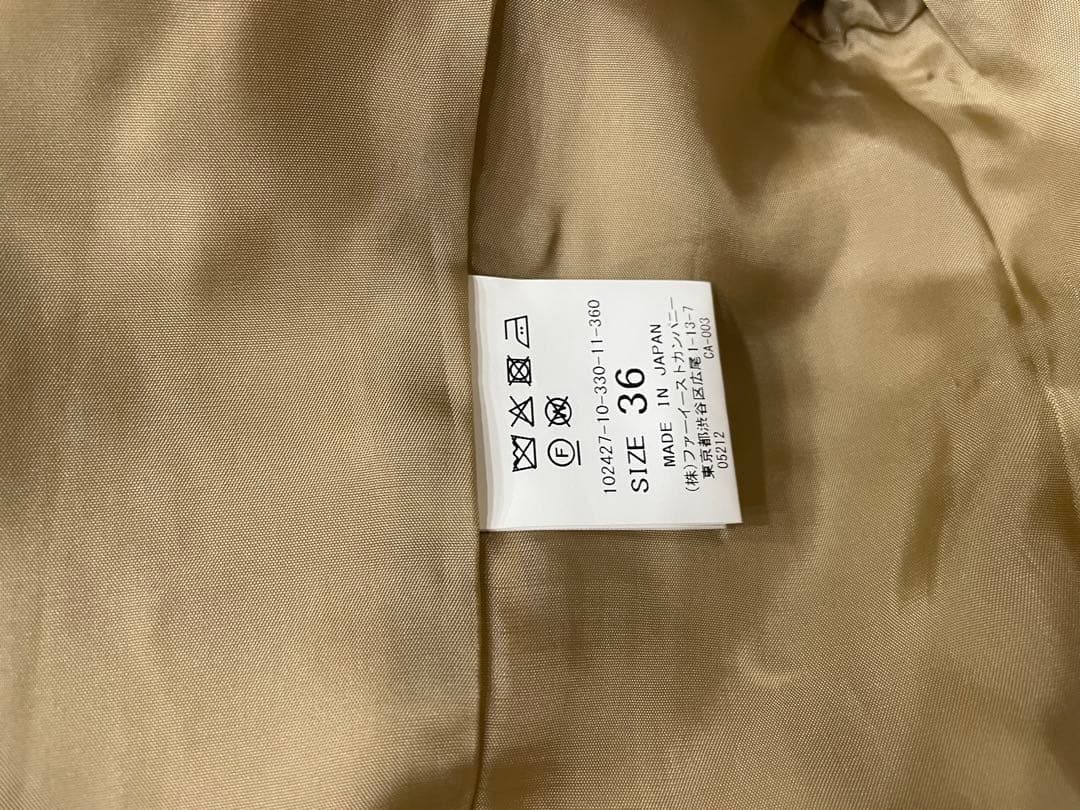 102427-10-330-11-360
SIZE 36
MADE IN JAPAN
(株)ファーイーストカンパニー
東京都渋谷区広尾1-13-7
05212 CA-003